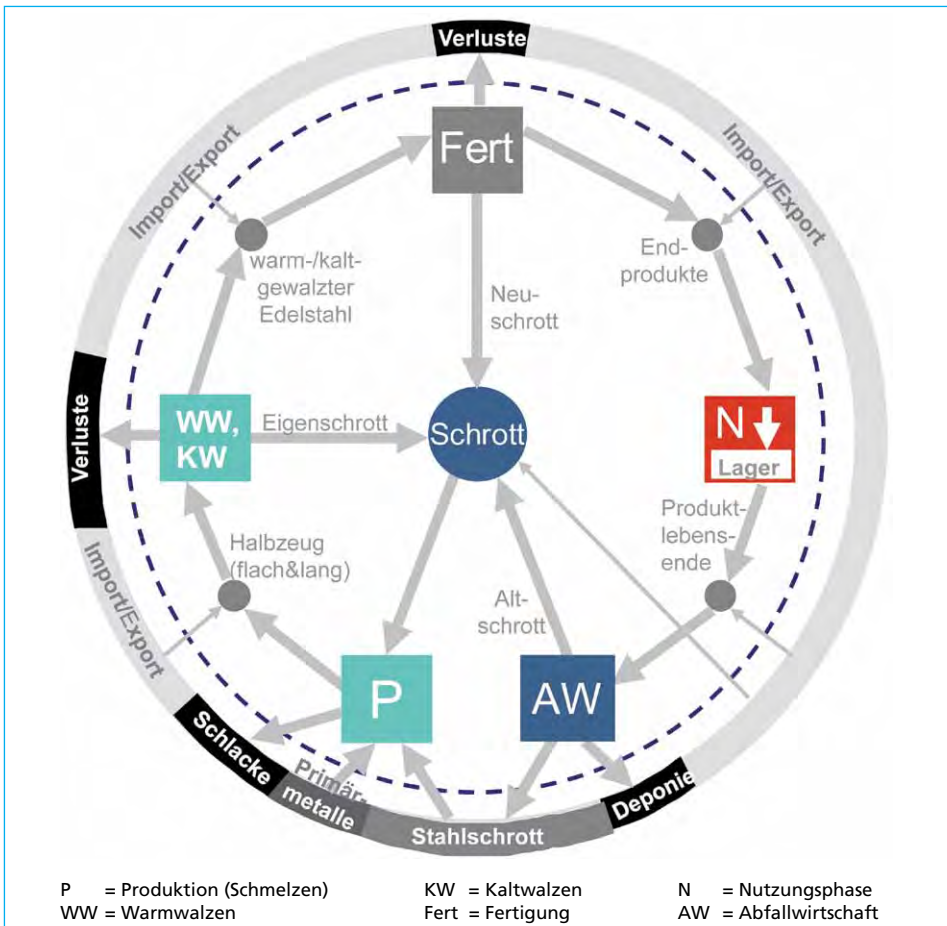 Verluste
Import/Export
Import/Export
Fert
warm-/kalt-
gewalzter
Edelstahl
End-
produkte
Neu-
schrott
Verluste
WW,
KW
Eigenschrott
Schrott
N
Lager
Halbzeug
(flach&lang)
Produkt-
lebens-
ende
Import/Export
Alt-
schrott
P
AW
Schlacke
Primär-
metalle
Stahlschrott
Deponie
P = Produktion (Schmelzen)
KW = Kaltwalzen
N = Nutzungsphase
WW = Warmwalzen
Fert = Fertigung
AW = Abfallwirtschaft